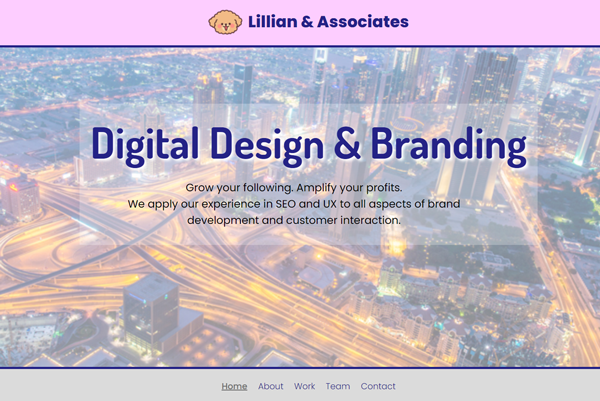 Lillian & Associates
Digital Design & Branding
Grow your following. Amplify your profits.
We apply our experience in SEO and UX to all aspects of brand
development and customer interaction.
Home About Work Team Contact